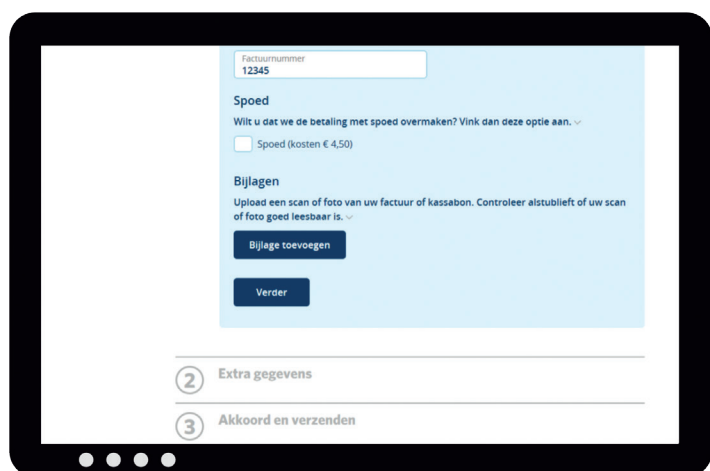 Factuurnummer
12345
Spoed
Wilt u dat we de betaling met spoed overmaken? Vink dan deze optie aan.
Spoed (kosten € 4,50)
Bijlagen
Upload een scan of foto van uw factuur of kassabon. Controleer alstublieft of uw scan
of foto goed leesbaar is.
Bijlage toevoegen
Verder
2 Extra gegevens
3 Akkoord en verzenden